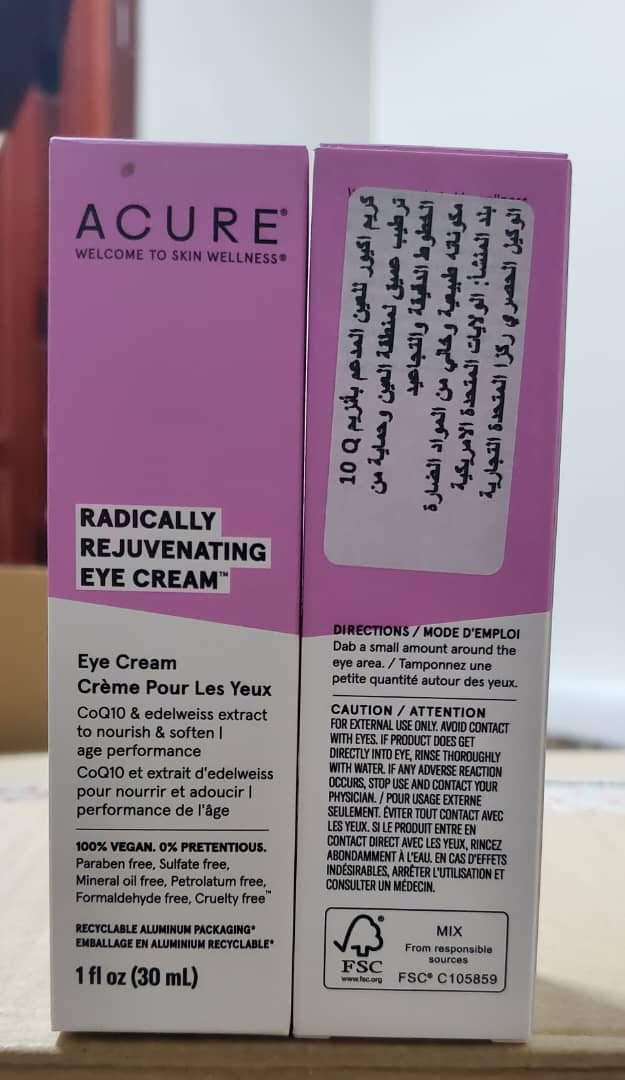 ACURE®
WELCOME TO SKIN WELLNESS®
RADICALLY
REJUVENATING
EYE CREAM™
Eye Cream
Crème Pour Les Yeux
CoQ10 & edelweiss extract
to nourish & soften |
age performance
CoQ10 et extrait d'edelweiss
pour nourrir et adoucir |
performance de l'âge
100% VEGAN. 0% PRETENTIOUS.
Paraben free, Sulfate free,
Mineral oil free, Petrolatum free,
Formaldehyde free, Cruelty free™
RECYCLABLE ALUMINUM PACKAGING*
EMBALLAGE EN ALUMINIUM RECYCLABLE*
1 fl oz (30 mL)
كريم اكيور للعين المدعم بأنزيم Q 10
ترطيب عميق لمنطقة العين وحماية من
الخطوط الدقيقة والتجاعيد
مكوناته طبيعية وخالي من المواد الضارة
بلد المنشأ: الولايات المتحدة الامريكية
الوكيل الحصري ركزا المتحدة التجارية
DIRECTIONS / MODE D'EMPLOI
Dab a small amount around the
eye area. / Tamponnez une
petite quantité autour des yeux.
CAUTION / ATTENTION
FOR EXTERNAL USE ONLY. AVOID CONTACT
WITH EYES. IF PRODUCT DOES GET
DIRECTLY INTO EYE, RINSE THOROUGHLY
WITH WATER. IF ANY ADVERSE REACTION
OCCURS, STOP USE AND CONTACT YOUR
PHYSICIAN. / POUR USAGE EXTERNE
SEULEMENT. ÉVITER TOUT CONTACT AVEC
LES YEUX. SI LE PRODUIT ENTRE EN
CONTACT DIRECT AVEC LES YEUX, RINCEZ
ABONDAMMENT À L'EAU. EN CAS D'EFFETS
INDÉSIRABLES, ARRÊTER L'UTILISATION ET
CONSULTER UN MÉDECIN.
FSC
www.fsc.org
MIX
From responsible
sources
FSC® C105859